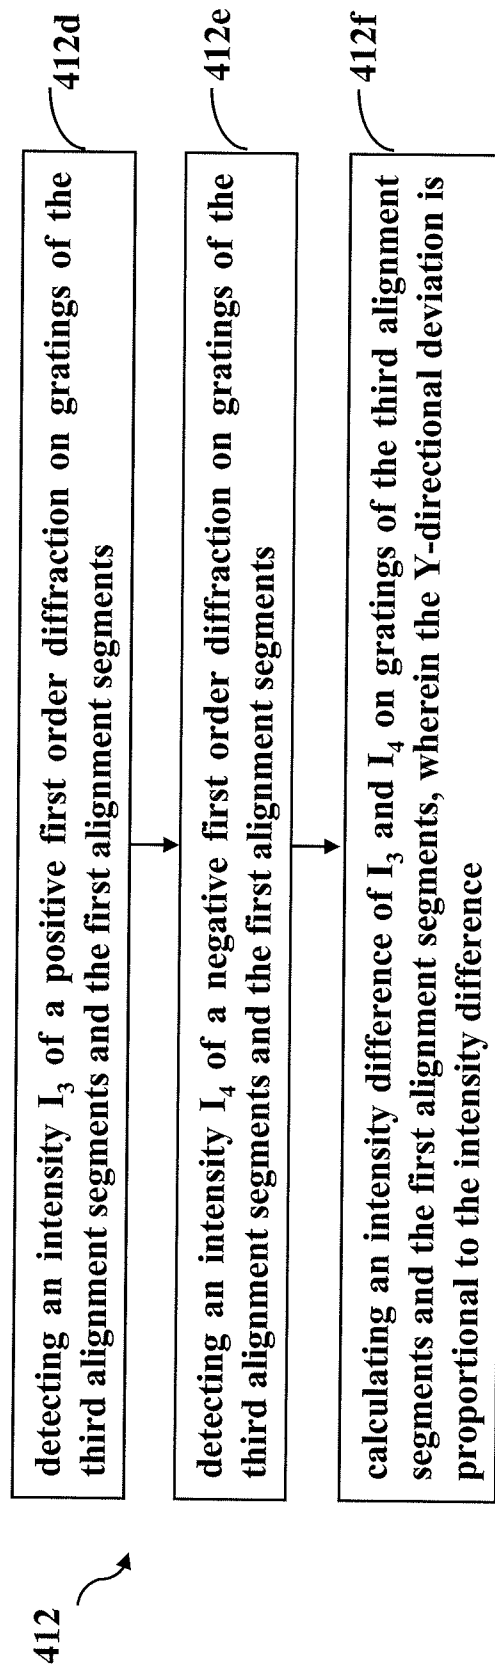 412
detecting an intensity I₃ of a positive first order diffraction on gratings of the
third alignment segments and the first alignment segments
412d
detecting an intensity I₄ of a negative first order diffraction on gratings of the
third alignment segments and the first alignment segments
412e
calculating an intensity difference of I₃ and I₄ on gratings of the third alignment
segments and the first alignment segments, wherein the Y-directional deviation is
proportional to the intensity difference
412f